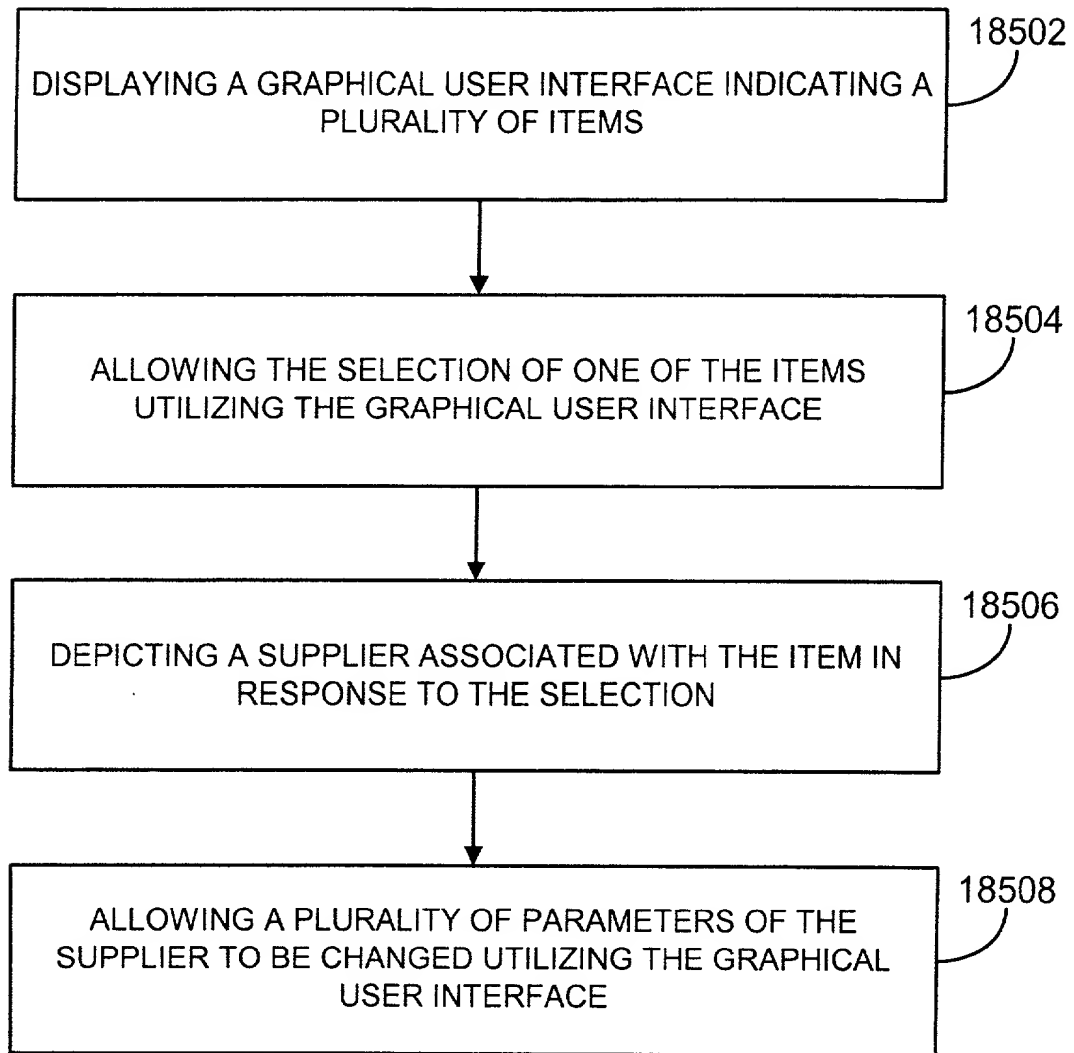 18502
DISPLAYING A GRAPHICAL USER INTERFACE INDICATING A
PLURALITY OF ITEMS
18504
ALLOWING THE SELECTION OF ONE OF THE ITEMS
UTILIZING THE GRAPHICAL USER INTERFACE
18506
DEPICTING A SUPPLIER ASSOCIATED WITH THE ITEM IN
RESPONSE TO THE SELECTION
18508
ALLOWING A PLURALITY OF PARAMETERS OF THE
SUPPLIER TO BE CHANGED UTILIZING THE GRAPHICAL
USER INTERFACE